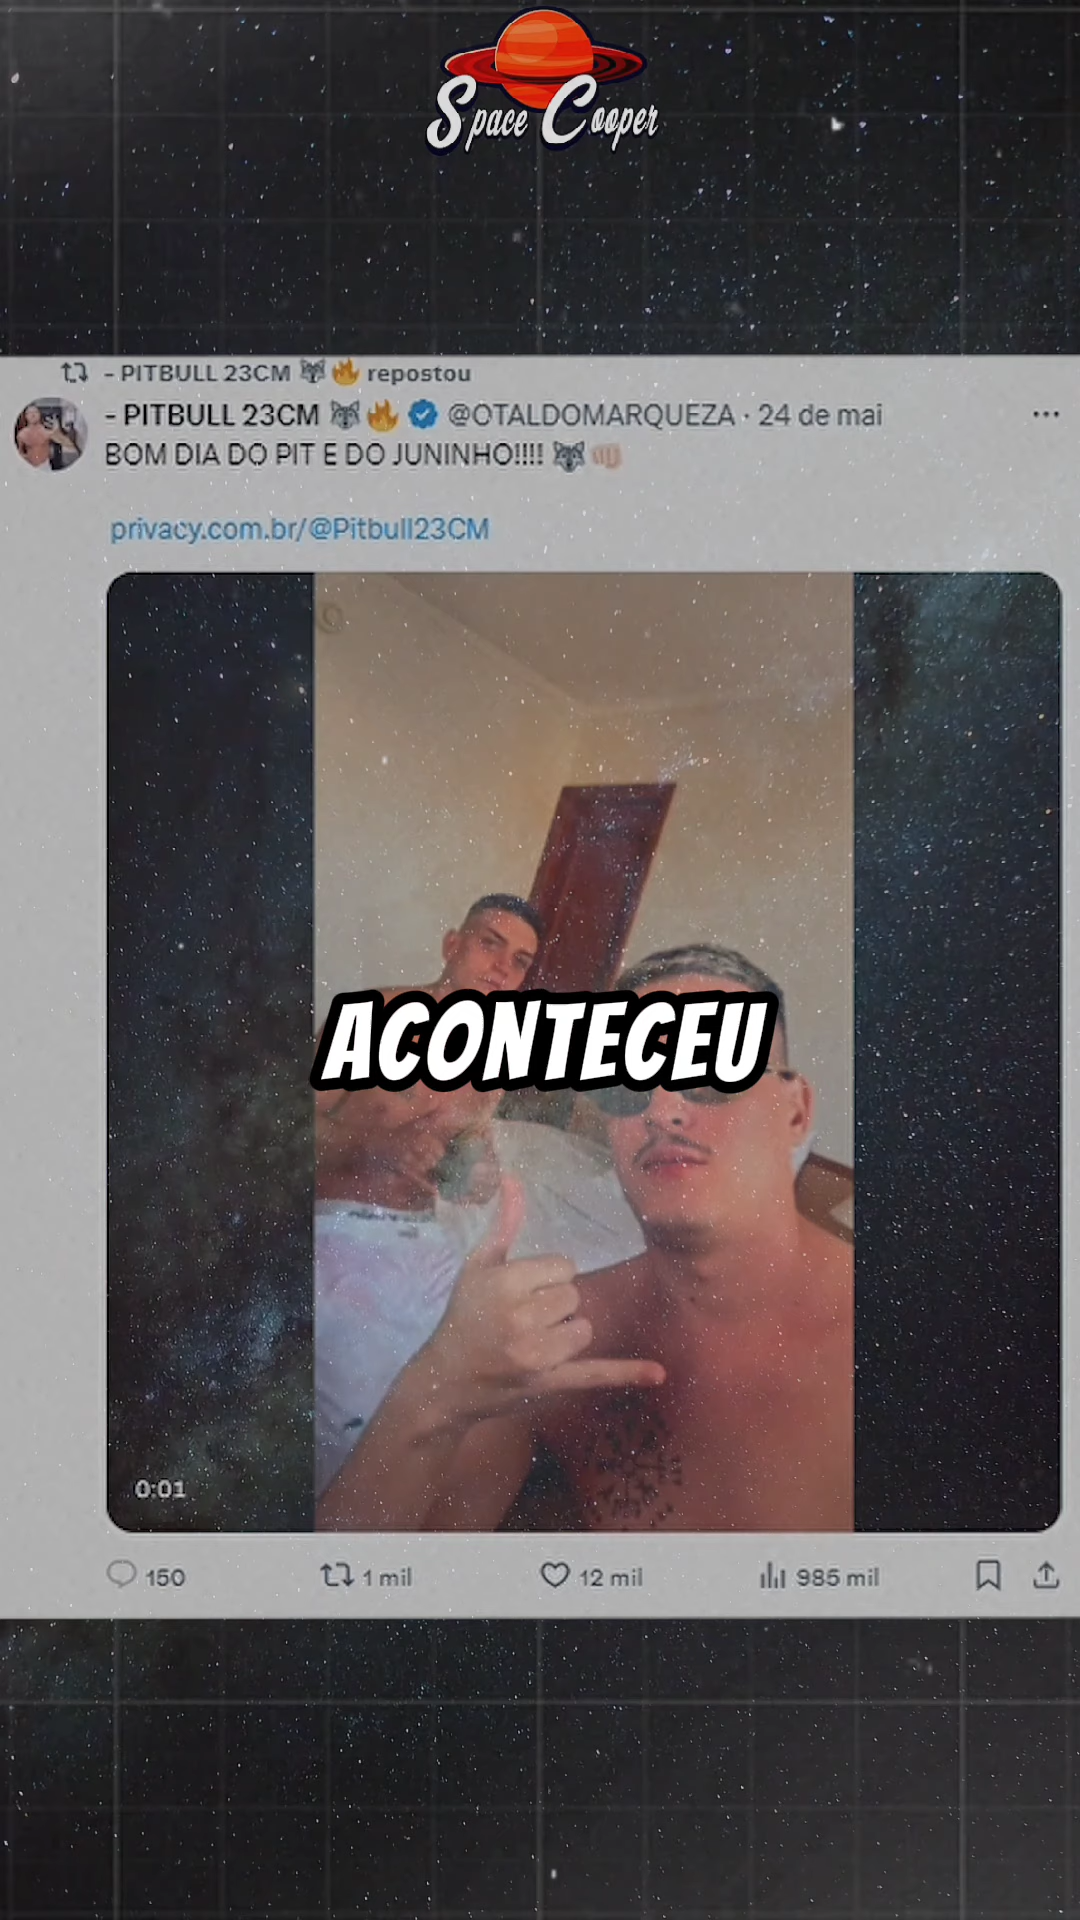 Space Cooper
- PITBULL 23CM 🐺🔥 repostou
- PITBULL 23CM 🐺🔥 @OTALDOMARQUEZA · 24 de mai
BOM DIA DO PIT E DO JUNINHO!!!! 🐺👊🏻
privacy.com.br/@Pitbull23CM
ACONTECEU
0:01
150 1 mil 12 mil 985 mil